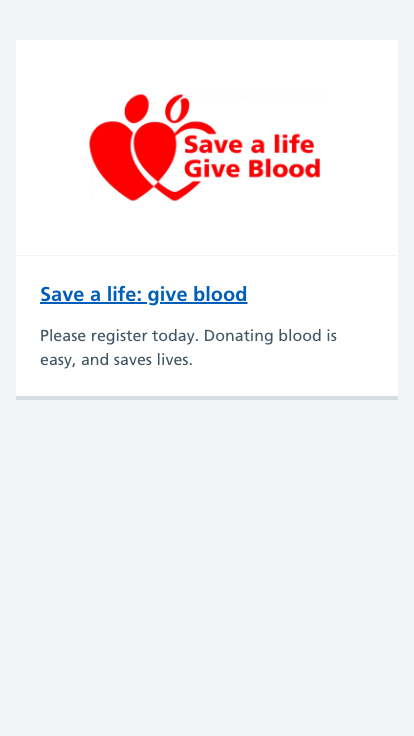 Save a life
Give Blood
Save a life: give blood
Please register today. Donating blood is
easy, and saves lives.